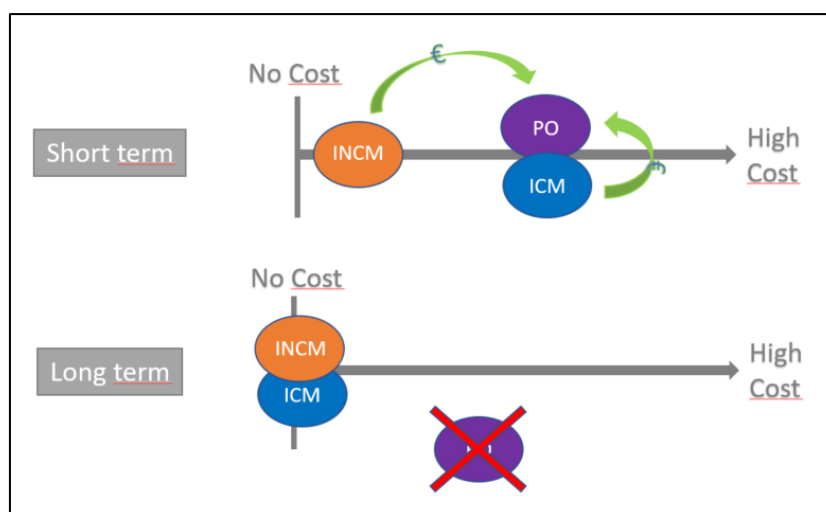 €
No Cost
PO
Short term
INCM
High
Cost
ICM
€
No Cost
INCM
High
Cost
Long term
ICM